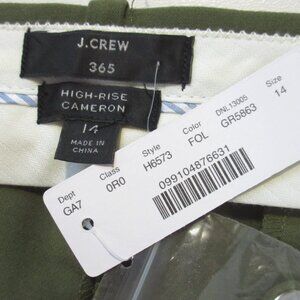 J.CREW
365
HIGH-RISE
CAMERON
14
MADE IN
CHINA
Dept Class Style Color DNL13005 Size
GA7 0R0 H6573 FOL GR5863 14
099104876631